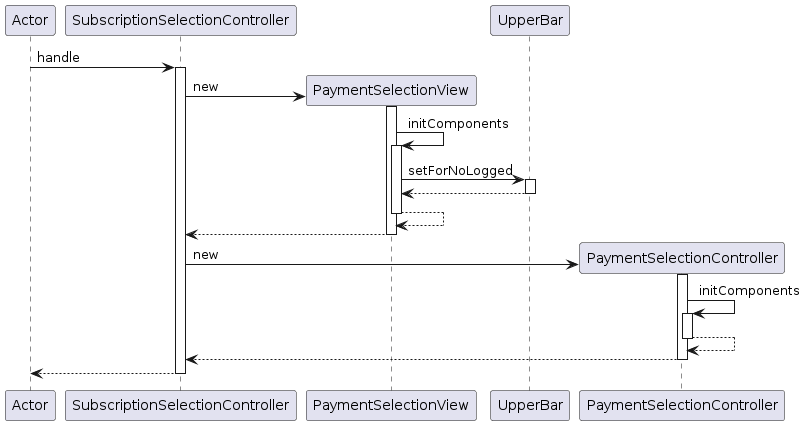 Actor
SubscriptionSelectionController
UpperBar
handle
new
PaymentSelectionView
initComponents
setForNoLogged
new
PaymentSelectionController
initComponents
Actor
SubscriptionSelectionController
PaymentSelectionView
UpperBar
PaymentSelectionController